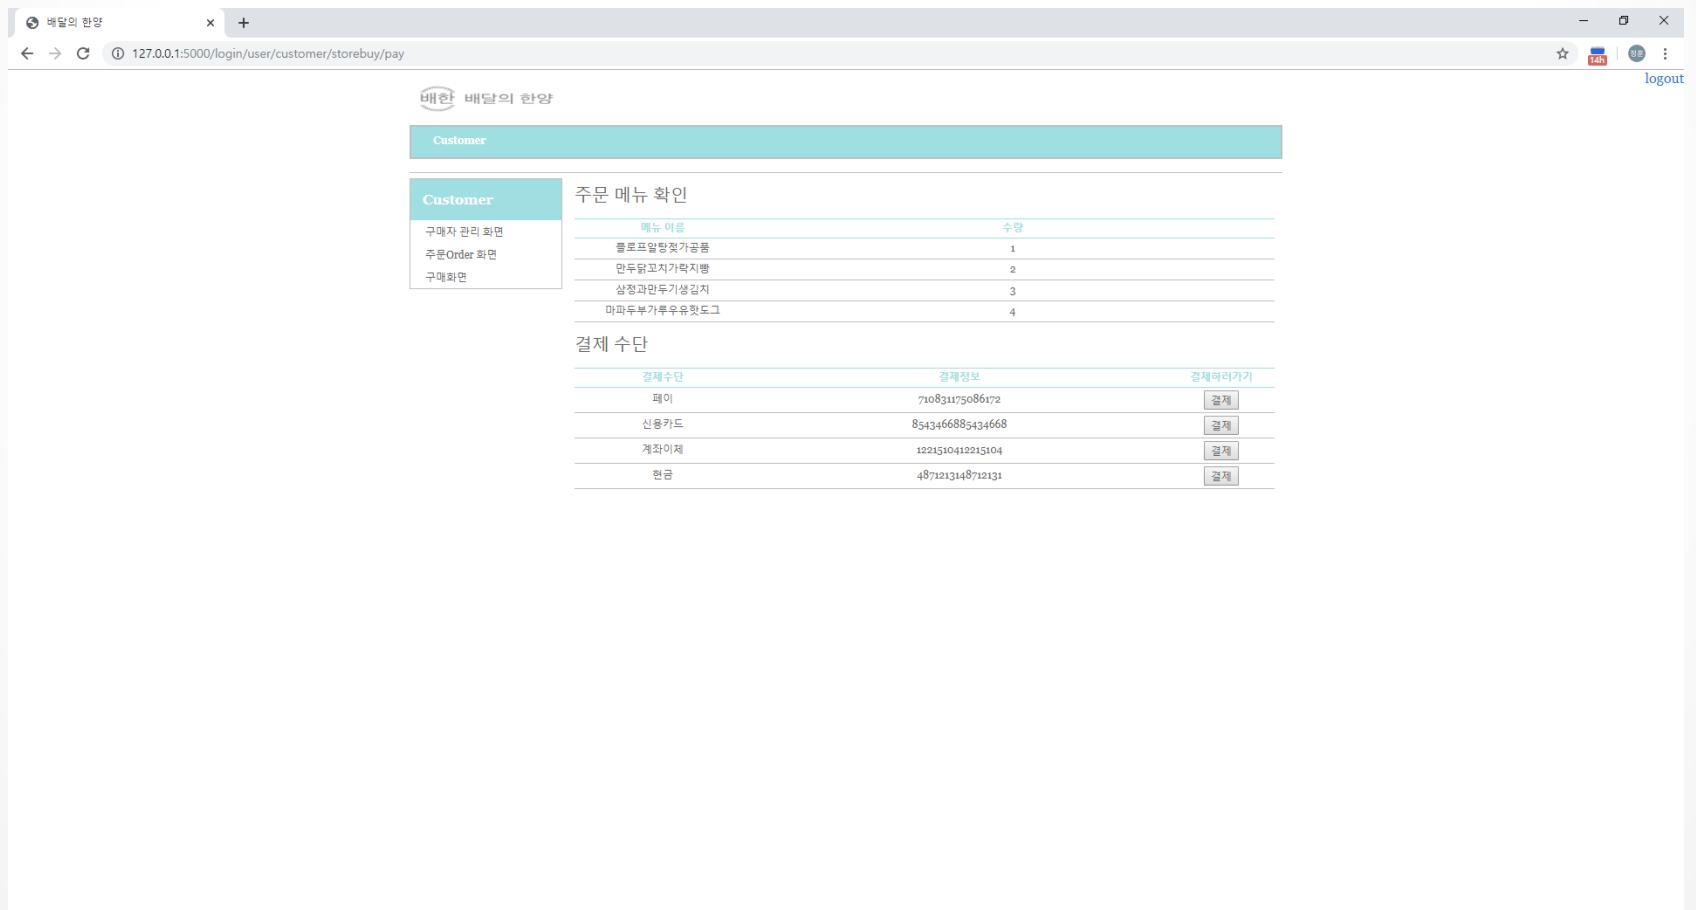 배달의 한양
127.0.0.1:5000/login/user/customer/storebuy/pay
14h
정훈
logout
배한 배달의 한양
Customer
Customer
구매자 관리 화면
주문Order 화면
구매화면
주문 메뉴 확인
메뉴 이름 수량
플로프알탕젖가공품 1
만두닭꼬치가락지빵 2
삼정과만두기생김치 3
마파두부가루우유핫도그 4
결제 수단
결제수단 결제정보 결제하러가기
페이 710831175086172 결제
신용카드 8543466885434668 결제
계좌이체 1221510412215104 결제
현금 4871213148712131 결제